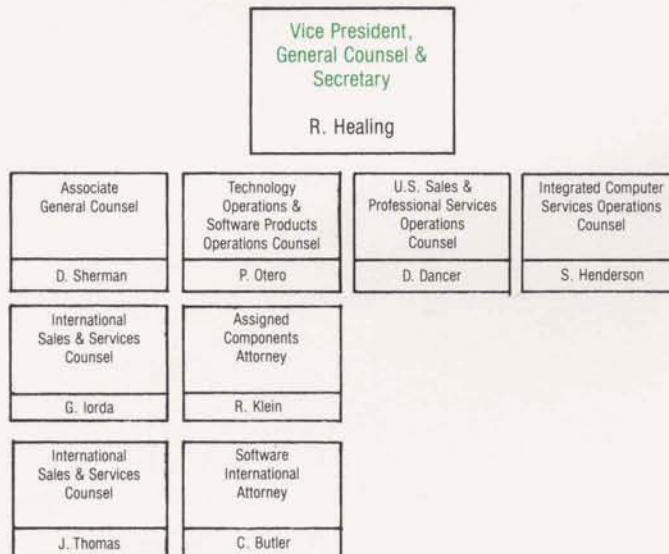 Vice President,
General Counsel &
Secretary
R. Healing
Associate
General Counsel
D. Sherman
Technology
Operations &
Software Products
Operations Counsel
P. Otero
U.S. Sales &
Professional Services
Operations
Counsel
D. Dancer
Integrated Computer
Services Operations
Counsel
S. Henderson
International
Sales & Services
Counsel
G. Iorda
Assigned
Components
Attorney
R. Klein
International
Sales & Services
Counsel
J. Thomas
Software
International
Attorney
C. Butler